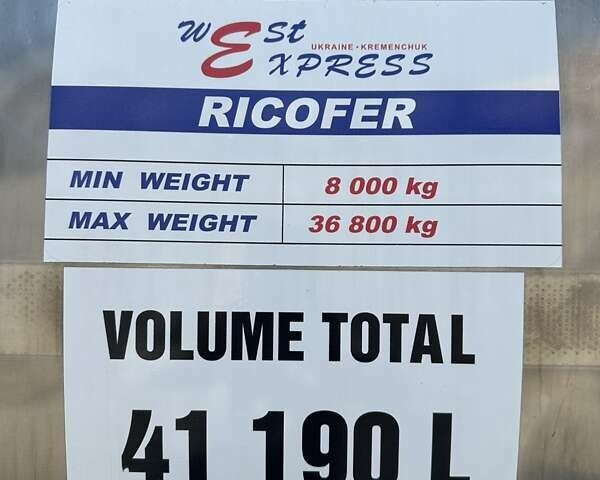 WEst
UKRAINE • KREMENCHUK
EXPRESS
RICOFER
MIN WEIGHT 8 000 kg
MAX WEIGHT 36 800 kg
VOLUME TOTAL
41 190 L